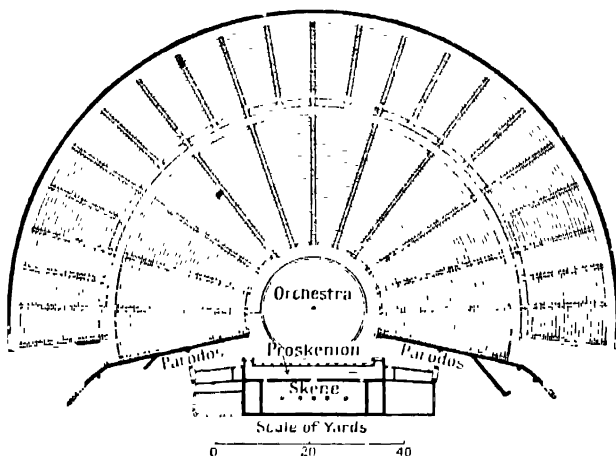 Orchestra
Proskenion
Parodos Parodos
Skene
Scale of Yards
0 20 40